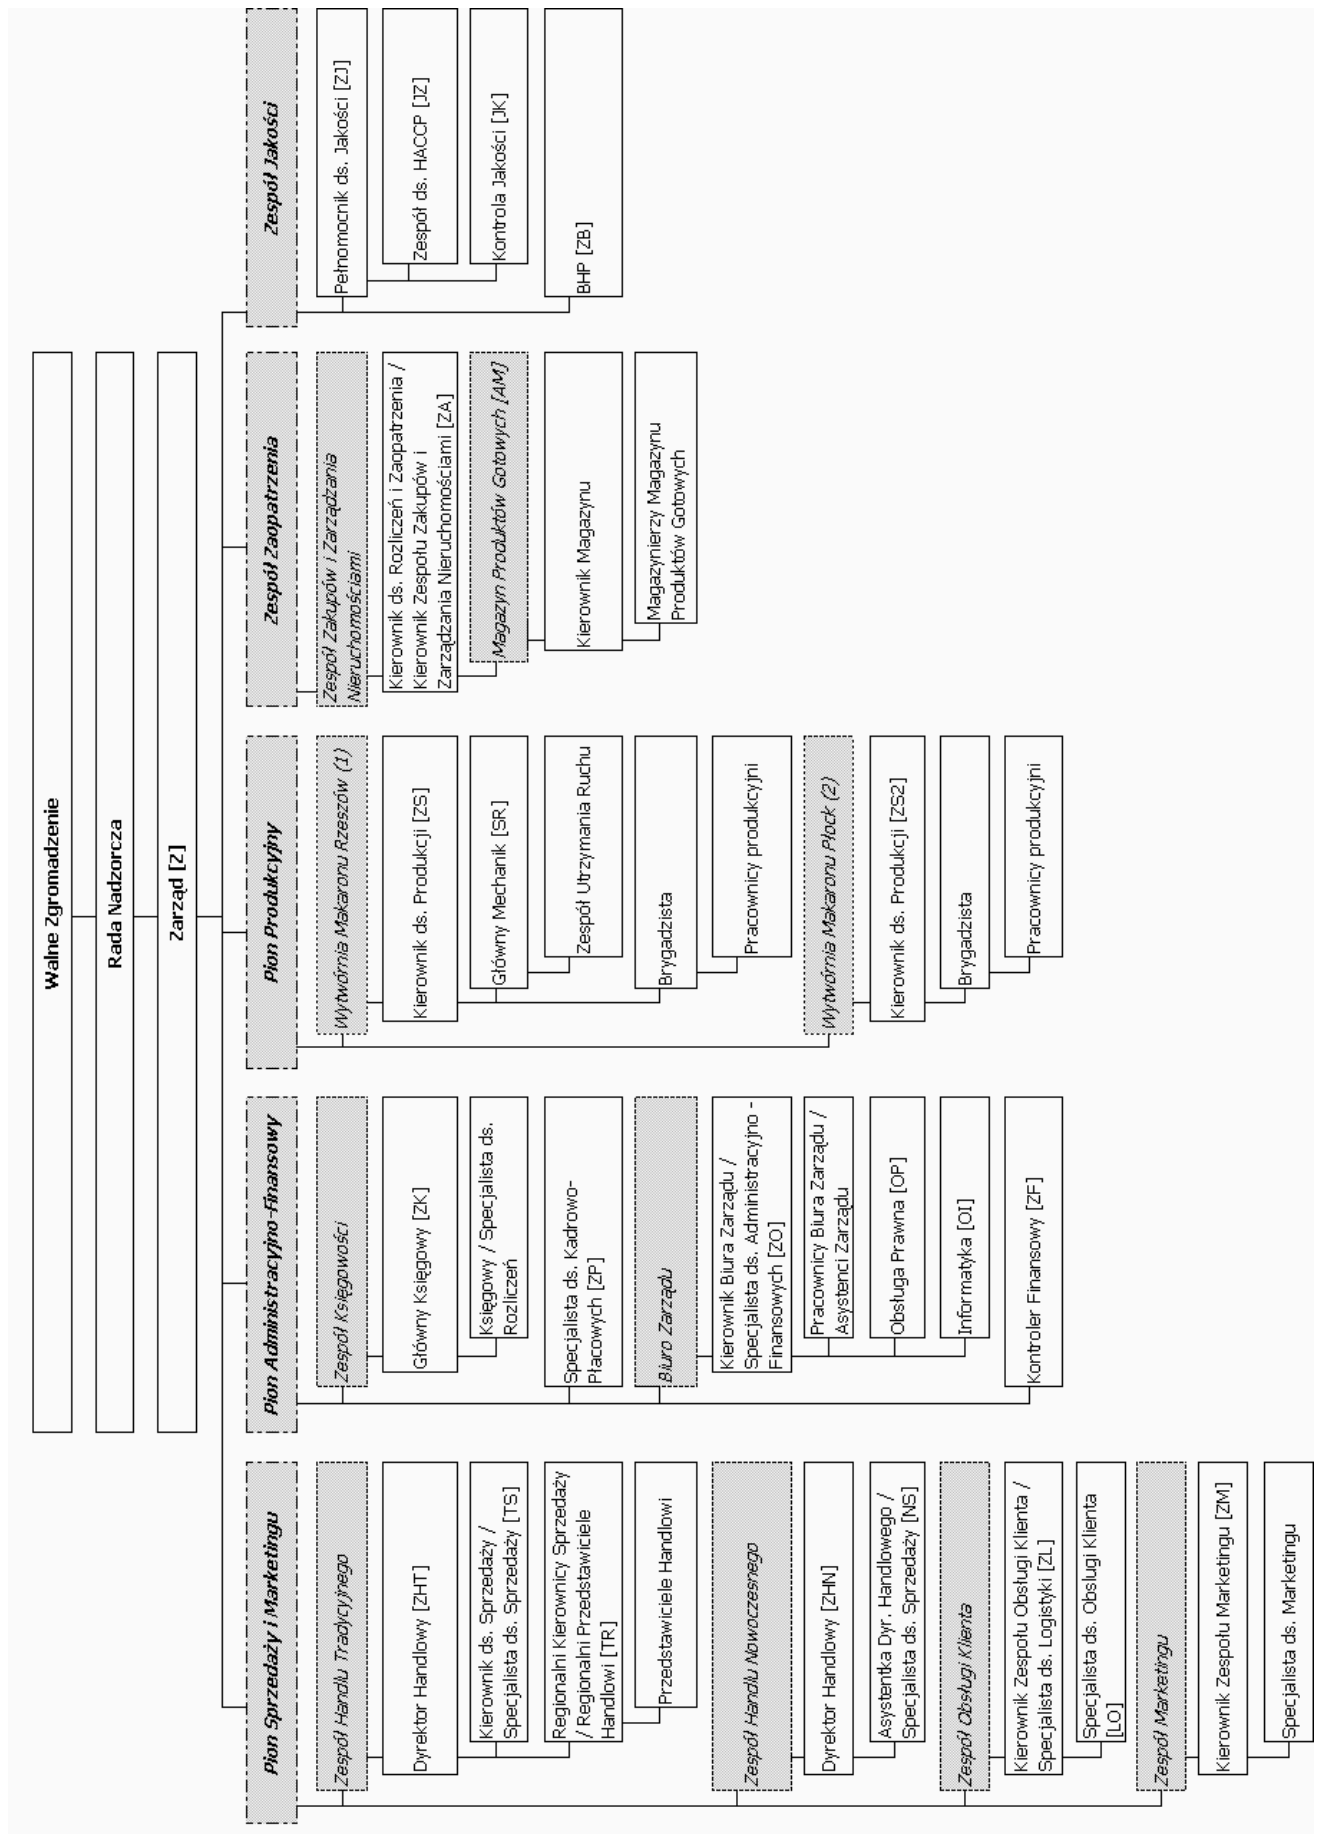 Walne Zgromadzenie
Rada Nadzorcza
Zarząd [Z]
Pion Sprzedaży i Marketingu
Zespół Handlu Tradycyjnego
Dyrektor Handlowy [ZHT]
Kierownik ds. Sprzedaży /
Specjalista ds. Sprzedaży [TS]
Regionalni Kierownicy Sprzedaży
/ Regionalni Przedstawiciele
Handlowi [TR]
Przedstawiciele Handlowi
Zespół Handlu Nowoczesnego
Dyrektor Handlowy [ZHN]
Asystentka Dyr. Handlowego /
Specjalista ds. Sprzedaży [NS]
Zespół Obsługi Klienta
Kierownik Zespołu Obsługi Klienta /
Specjalista ds. Logistyki [ZL]
Specjalista ds. Obslugi Klienta
[LO]
Zespół Marketingu
Kierownik Zespołu Marketingu [ZM]
Specjalista ds. Marketingu
Pion Administracyjno-Finansowy
Zespół Księgowości
Główny Księgowy [ZK]
Księgowy / Specjalista ds.
Rozliczeń
Specjalista ds. Kadrowo-
Płacowych [ZP]
Biuro Zarządu
Kierownik Biura Zarządu /
Specjalista ds. Administracyjno -
Finansowych [ZO]
Pracownicy Biura Zarządu /
Asystenci Zarządu
Obsługa Prawna [OP]
Informatyka [OI]
Kontroler Finansowy [ZF]
Pion Produkcyjny
Wytwórnia Makaronu Rzeszów (1)
Kierownik ds. Produkcji [ZS]
Główny Mechanik [SR]
Zespół Utrzymania Ruchu
Brygadzista
Pracownicy produkcyjni
Wytwórnia Makaronu Płock (2)
Kierownik ds. Produkcji [ZS2]
Brygadzista
Pracownicy produkcyjni
Zespół Zaopatrzenia
Zespół Zakupów i Zarządzania
Nieruchomościami
Kierownik ds. Rozliczeń i Zaopatrzenia /
Kierownik Zespołu Zakupów i
Zarządzania Nieruchomościami [ZA]
Magazyn Produktów Gotowych [AM]
Kierownik Magazynu
Magazynierzy Magazynu
Produktów Gotowych
Zespół Jakości
Pełnomocnik ds. Jakości [ZJ]
Zespół ds. HACCP [JZ]
Kontrola Jakości [JK]
BHP [ZB]